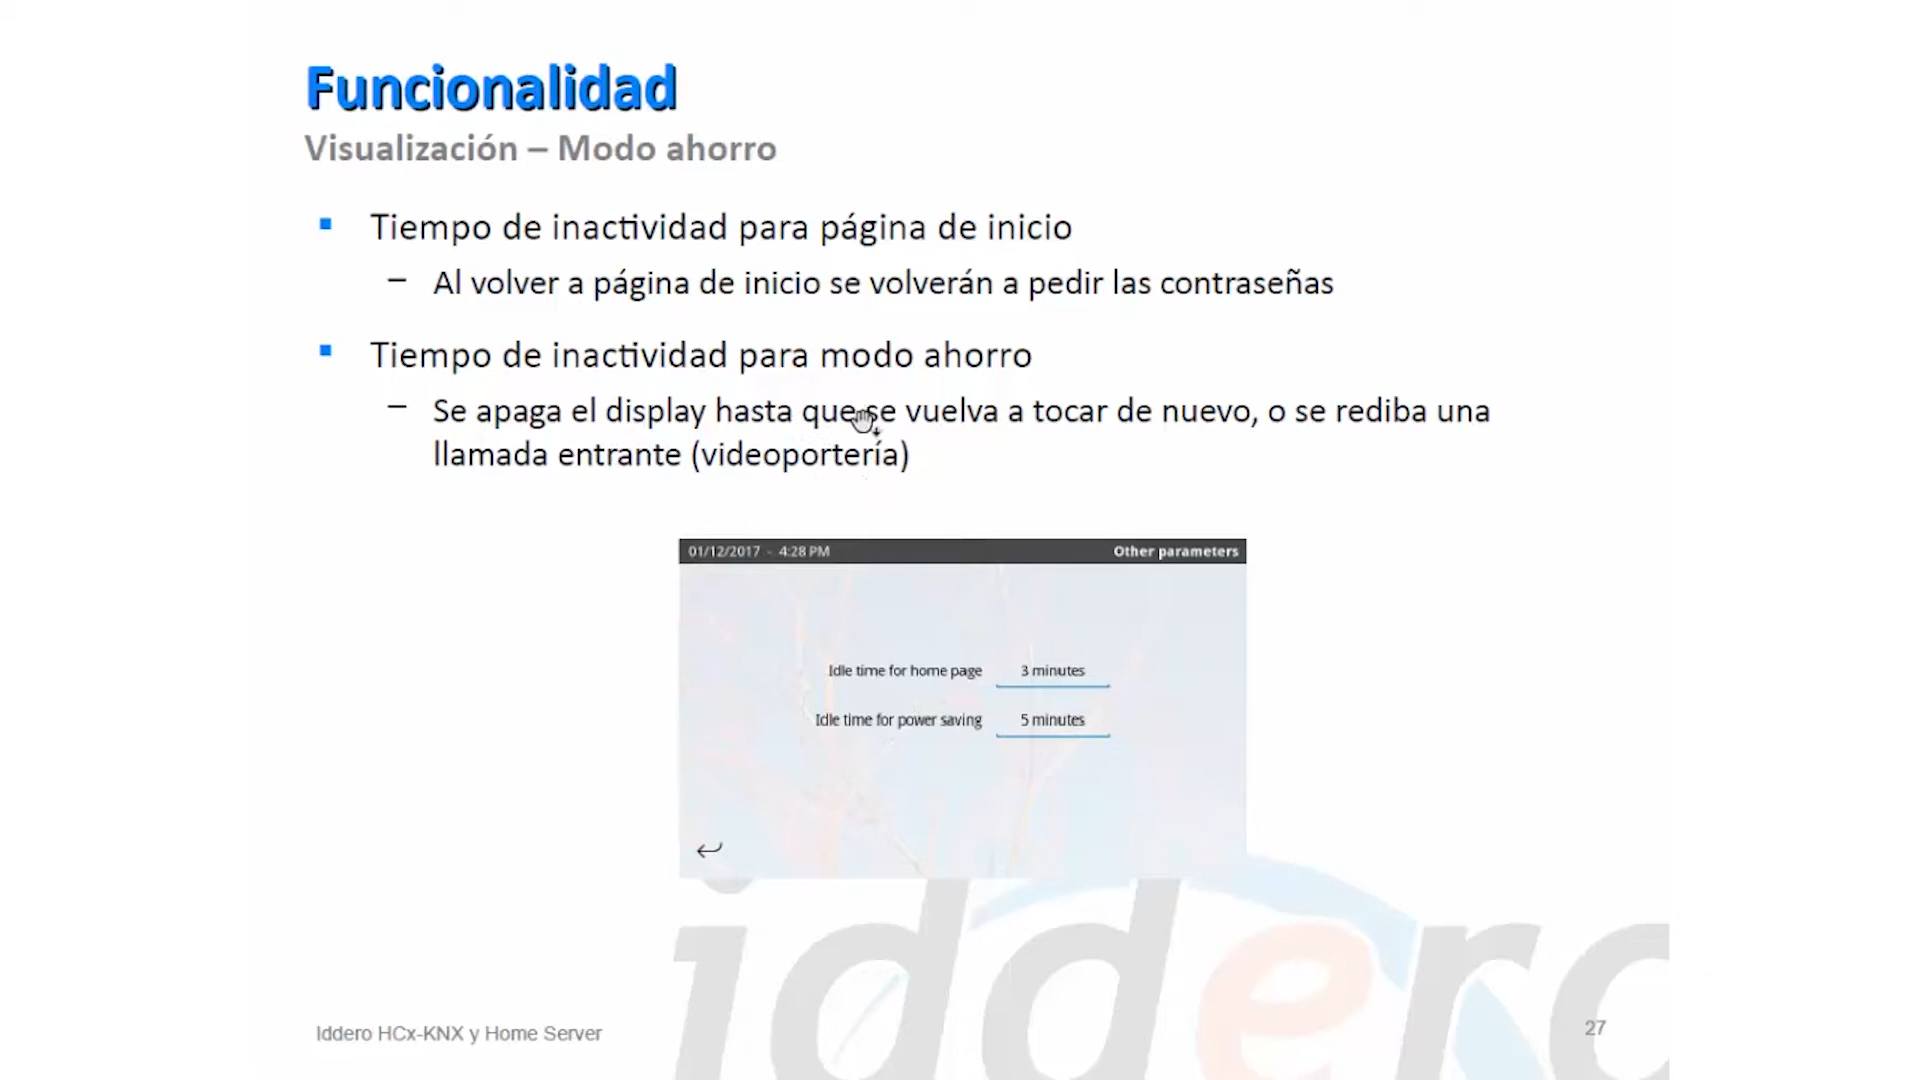 Funcionalidad
Visualización – Modo ahorro
▪ Tiempo de inactividad para página de inicio
– Al volver a página de inicio se volverán a pedir las contraseñas
▪ Tiempo de inactividad para modo ahorro
– Se apaga el display hasta que se vuelva a tocar de nuevo, o se rediba una
llamada entrante (videoportería)
01/12/2017 - 4:28 PM Other parameters
Idle time for home page 3 minutes
Idle time for power saving 5 minutes
iddero
Iddero HCx-KNX y Home Server 27